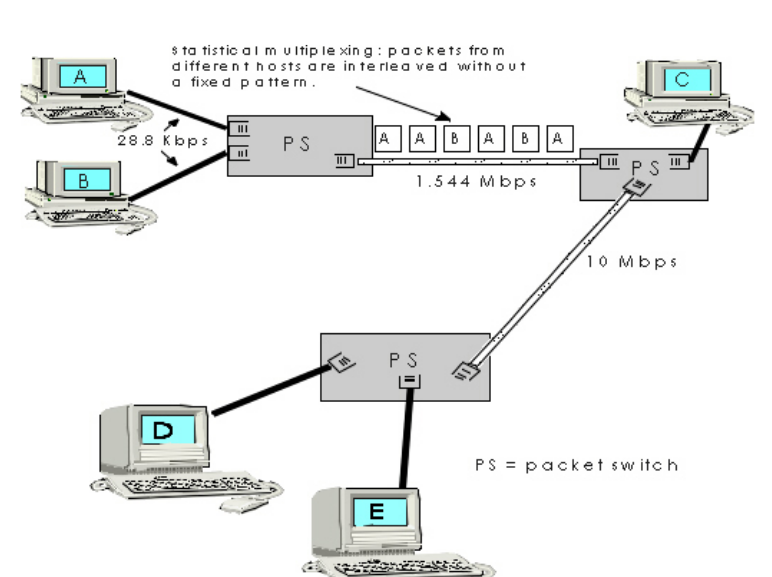 statistical multiplexing: packets from
different hosts are interleaved without
a fixed pattern.
A
C
28.8 Kbps
PS
A A B A B A
PS
B
1.544 Mbps
10 Mbps
PS
D
PS = packet switch
E